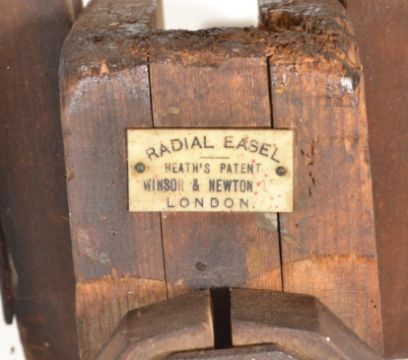 RADIAL EASEL
HEATH'S PATENT
WINSOR & NEWTON,
LONDON.